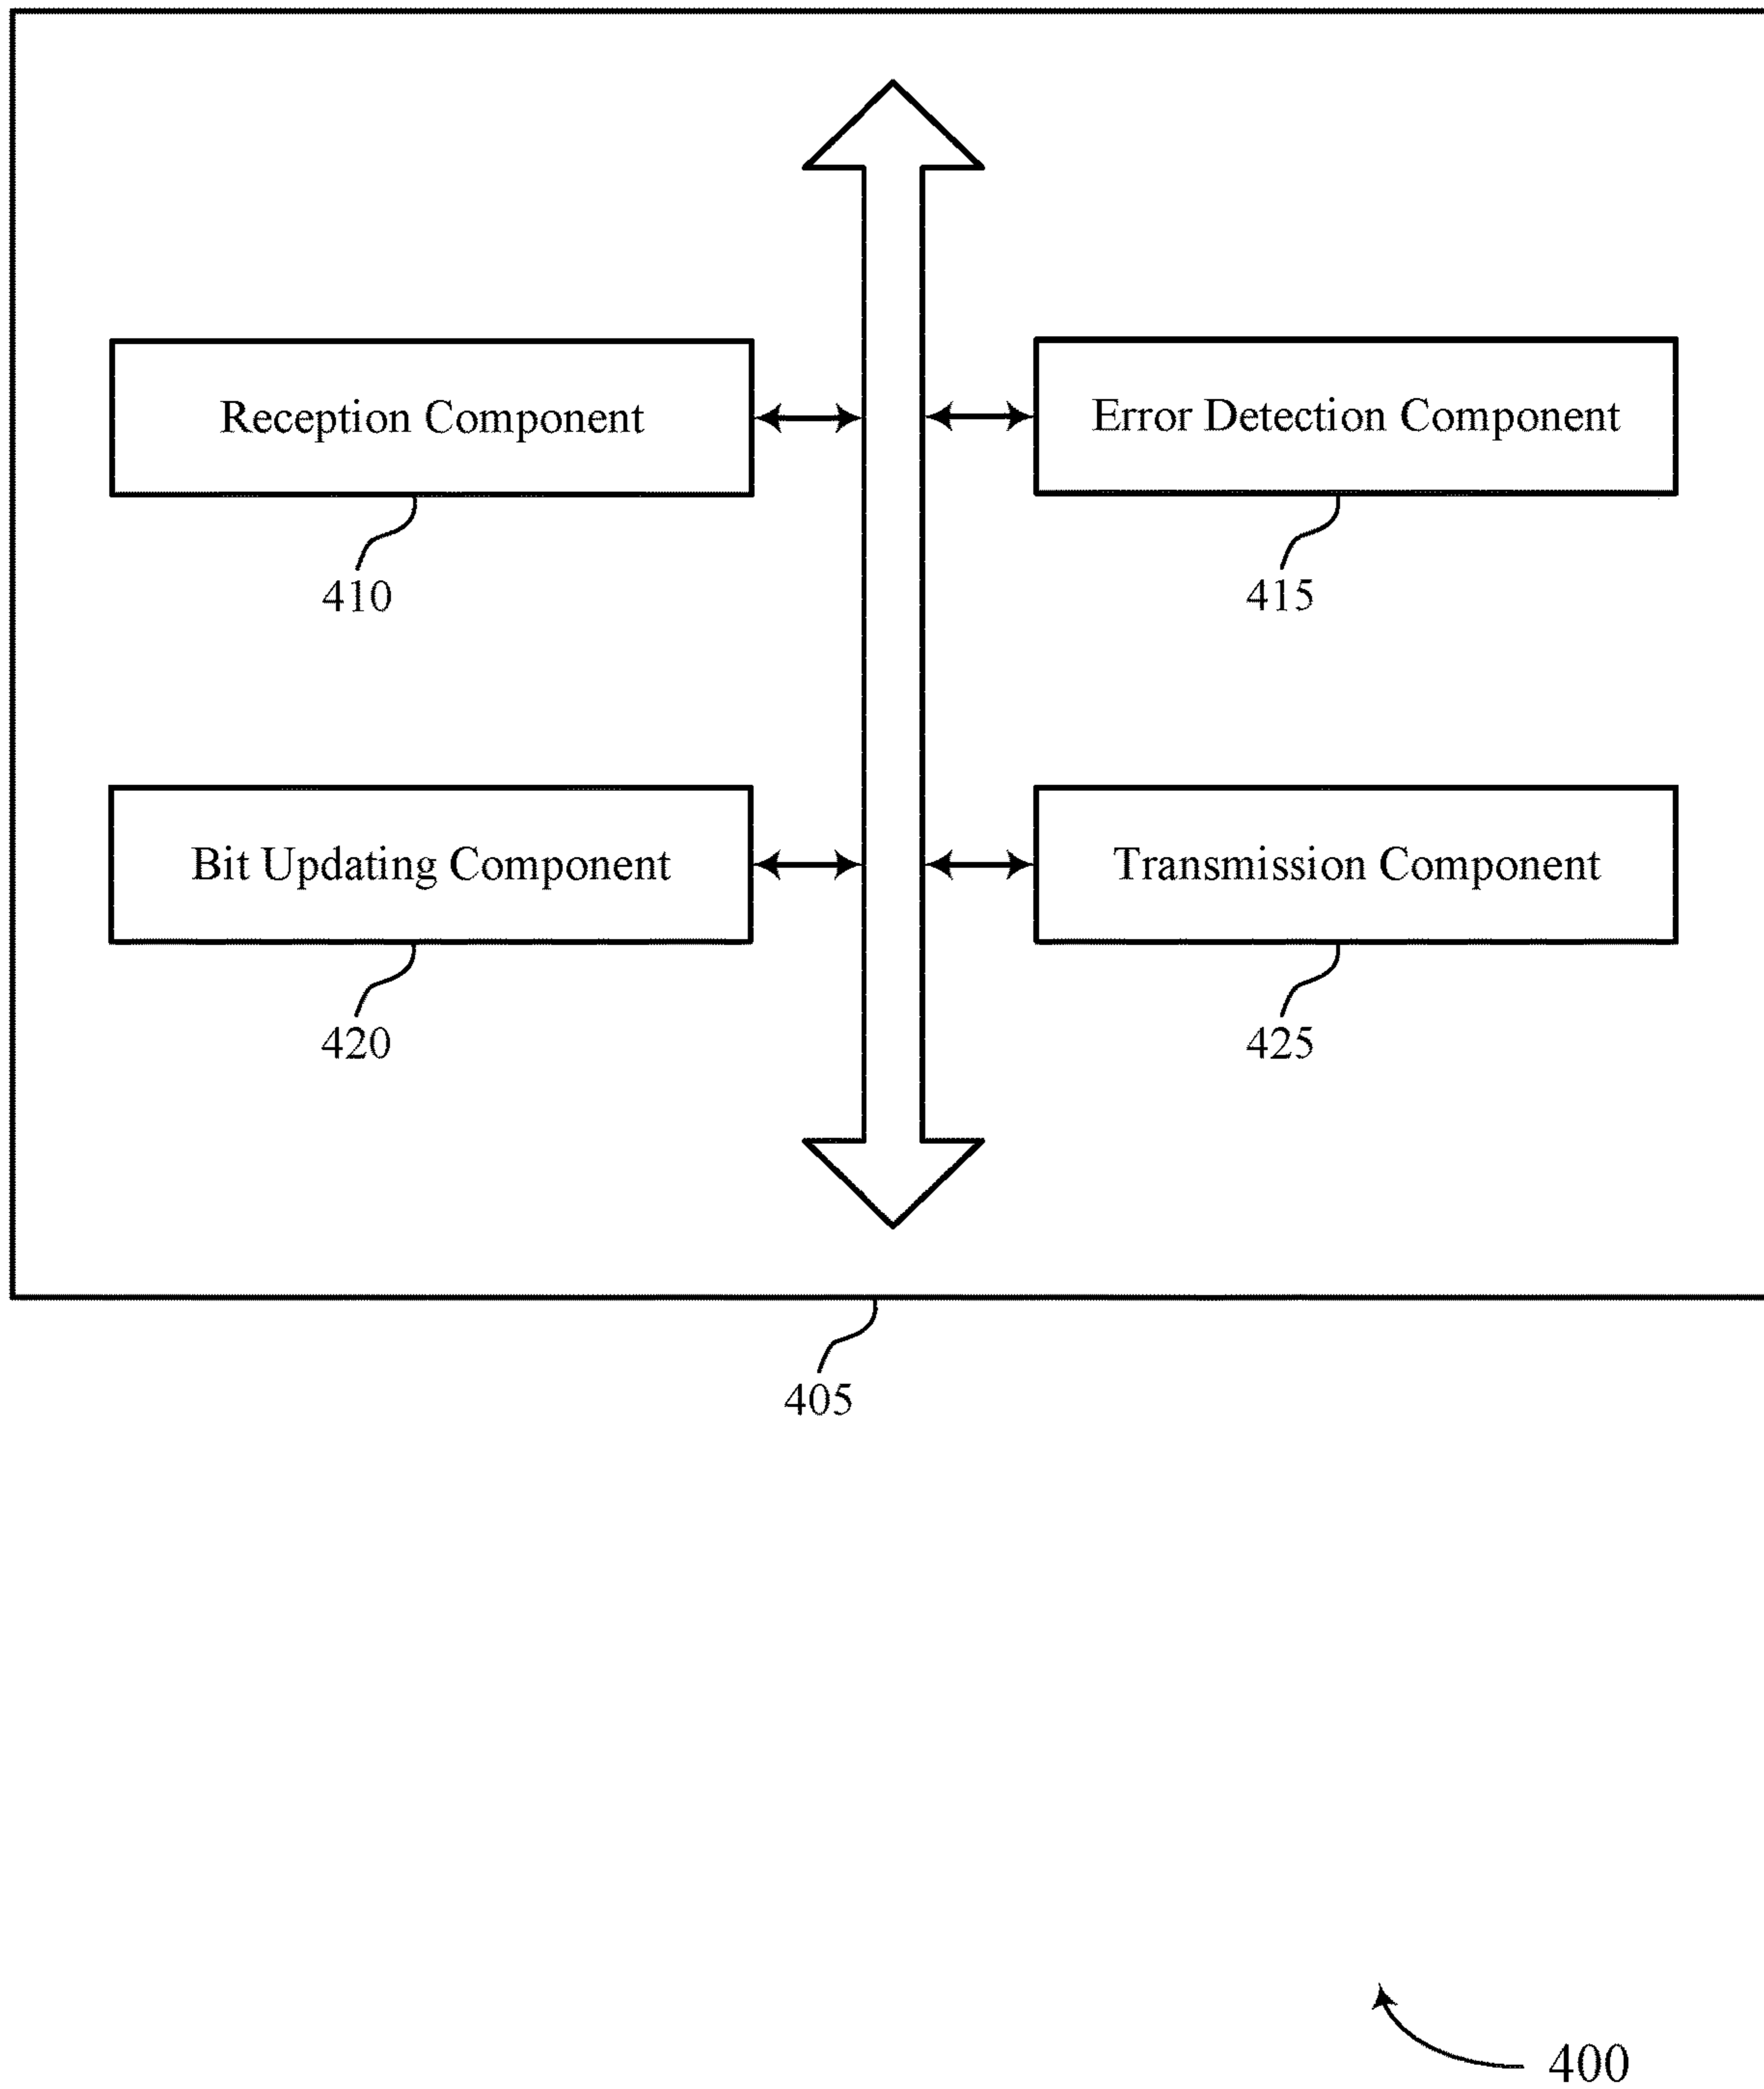 Reception Component
Error Detection Component
410
415
Bit Updating Component
Transmission Component
420
425
405
400